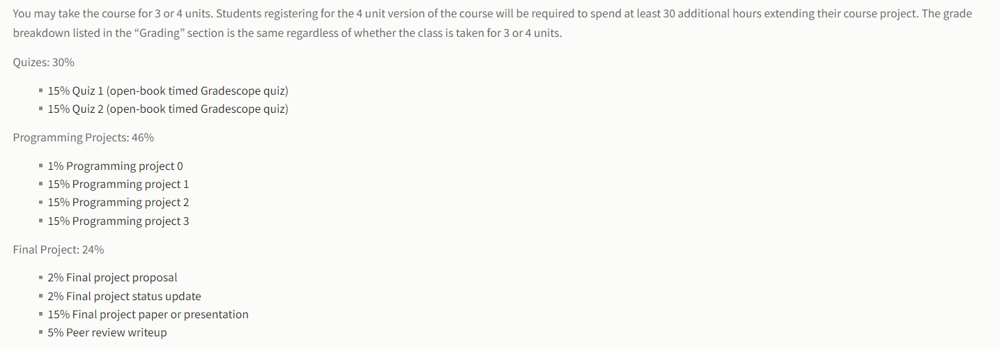 You may take the course for 3 or 4 units. Students registering for the 4 unit version of the course will be required to spend at least 30 additional hours extending their course project. The grade
breakdown listed in the “Grading” section is the same regardless of whether the class is taken for 3 or 4 units.
Quizes: 30%
▪ 15% Quiz 1 (open-book timed Gradescope quiz)
▪ 15% Quiz 2 (open-book timed Gradescope quiz)
Programming Projects: 46%
▪ 1% Programming project 0
▪ 15% Programming project 1
▪ 15% Programming project 2
▪ 15% Programming project 3
Final Project: 24%
▪ 2% Final project proposal
▪ 2% Final project status update
▪ 15% Final project paper or presentation
▪ 5% Peer review writeup